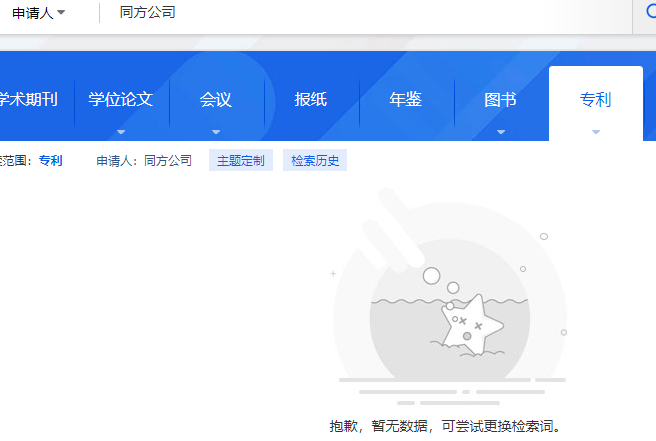 申请人 同方公司
学术期刊 学位论文 会议 报纸 年鉴 图书 专利
范围：专利 申请人：同方公司 主题定制 检索历史
抱歉，暂无数据，可尝试更换检索词。